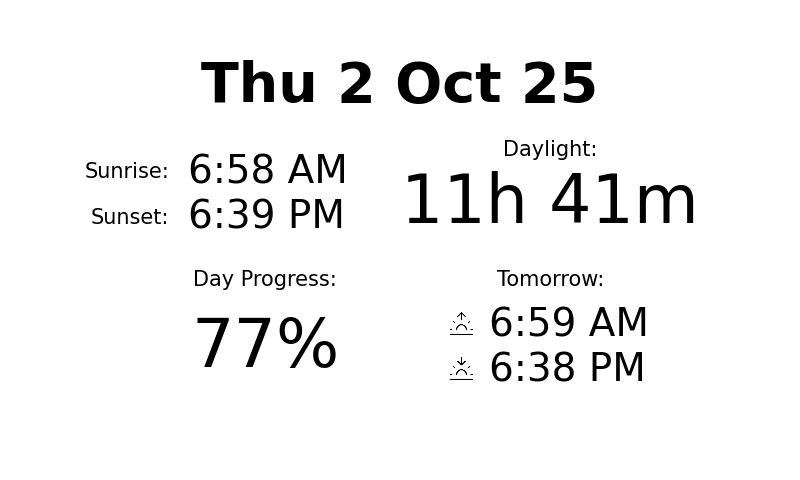 Thu 2 Oct 25
Sunrise: 6:58 AM
Sunset: 6:39 PM
Daylight:
11h 41m
Day Progress:
77%
Tomorrow:
6:59 AM
6:38 PM